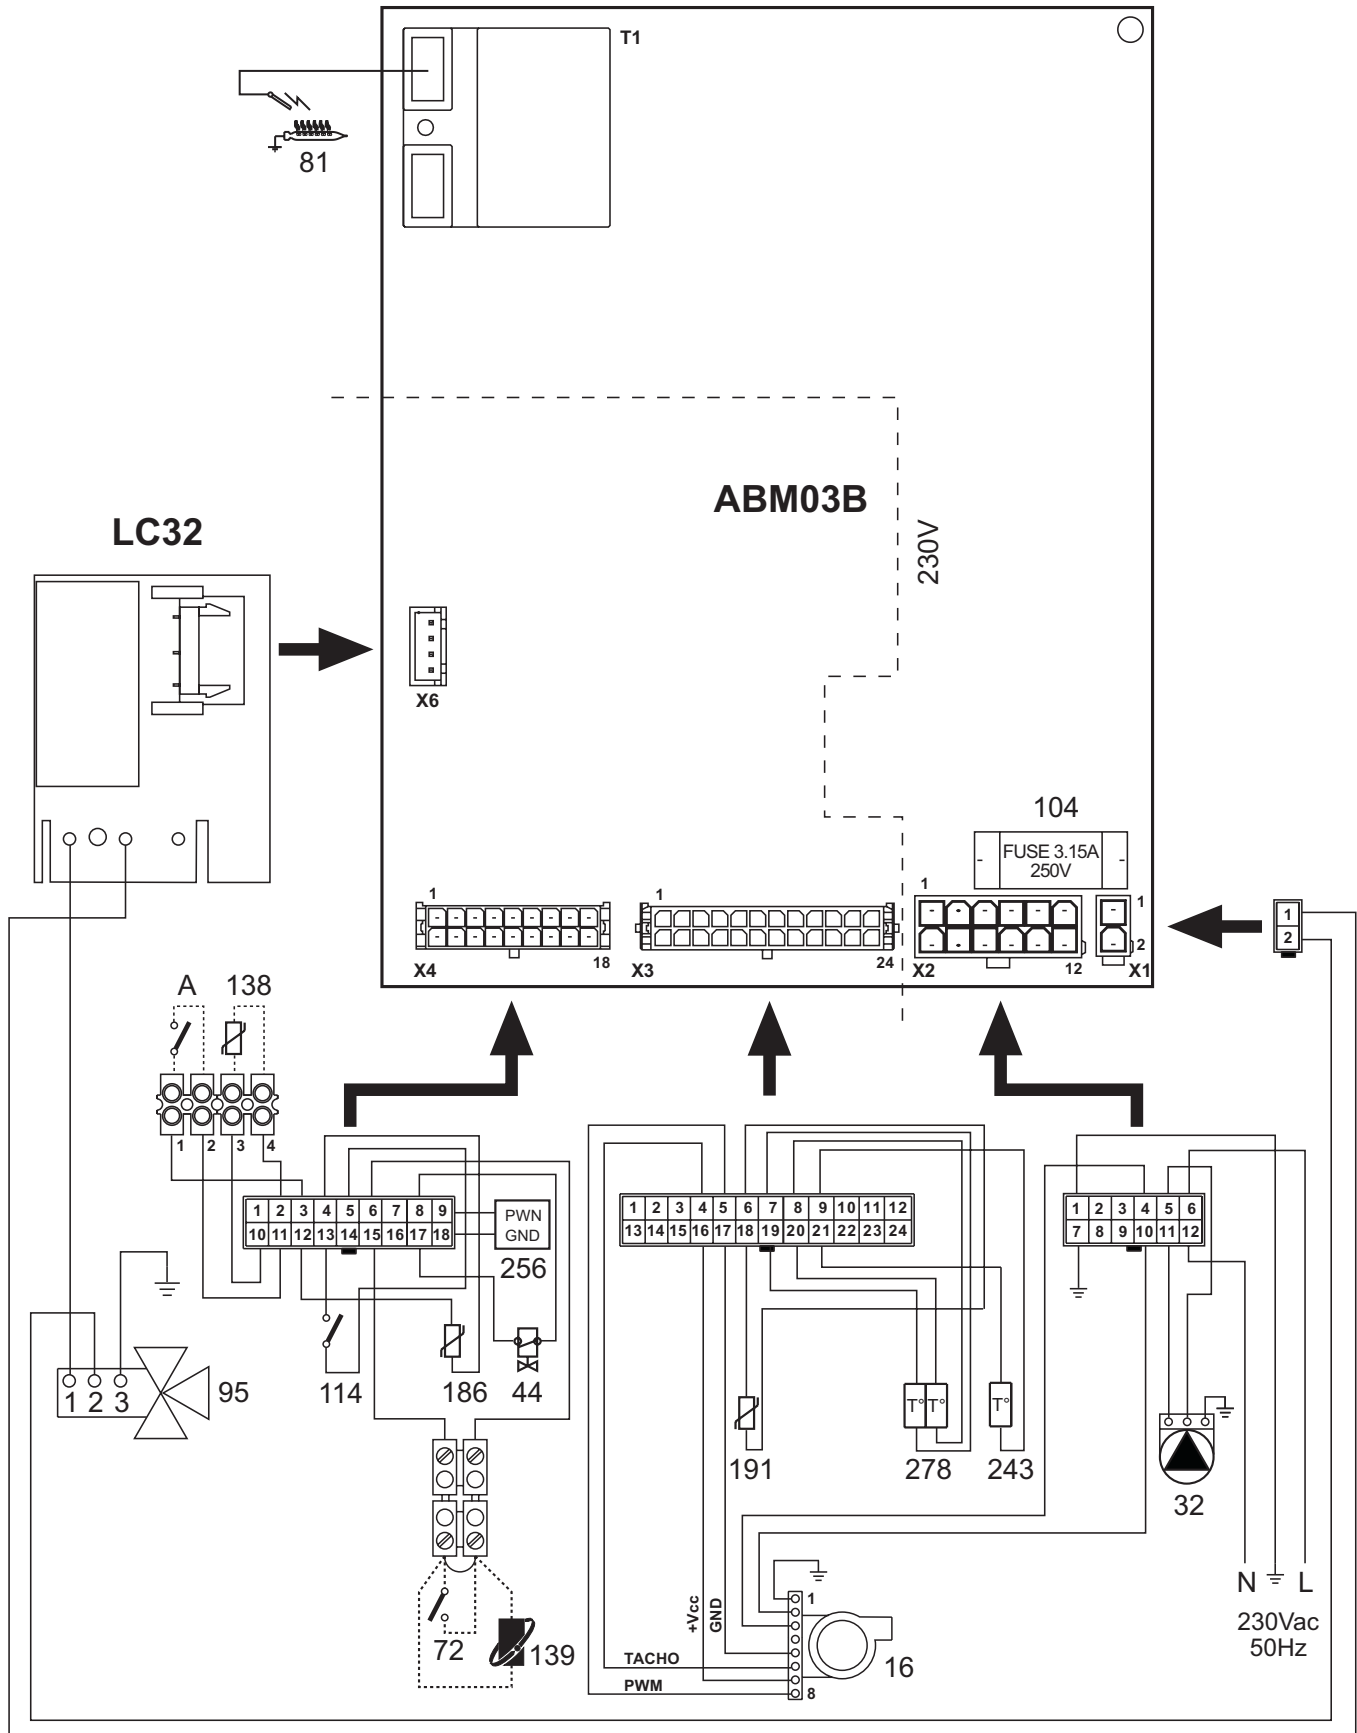 T1
81
ABM03B
230V
LC32
X6
104
FUSE 3.15A
250V
1
18
X4
1
24
X3
1
12
X2
1
2
X1
1
2
A
138
1
2
3
4
1 2 3 4 5 6 7 8 9
10 11 12 13 14 15 16 17 18
PWN
GND
256
1 2 3 4 5 6 7 8 9 10 11 12
13 14 15 16 17 18 19 20 21 22 23 24
1 2 3 4 5 6
7 8 9 10 11 12
1 2 3
95
114
186
44
191
278
T°
T°
243
T°
32
72
139
+Vcc
GND
TACHO
PWM
1
8
16
N
L
230Vac
50Hz